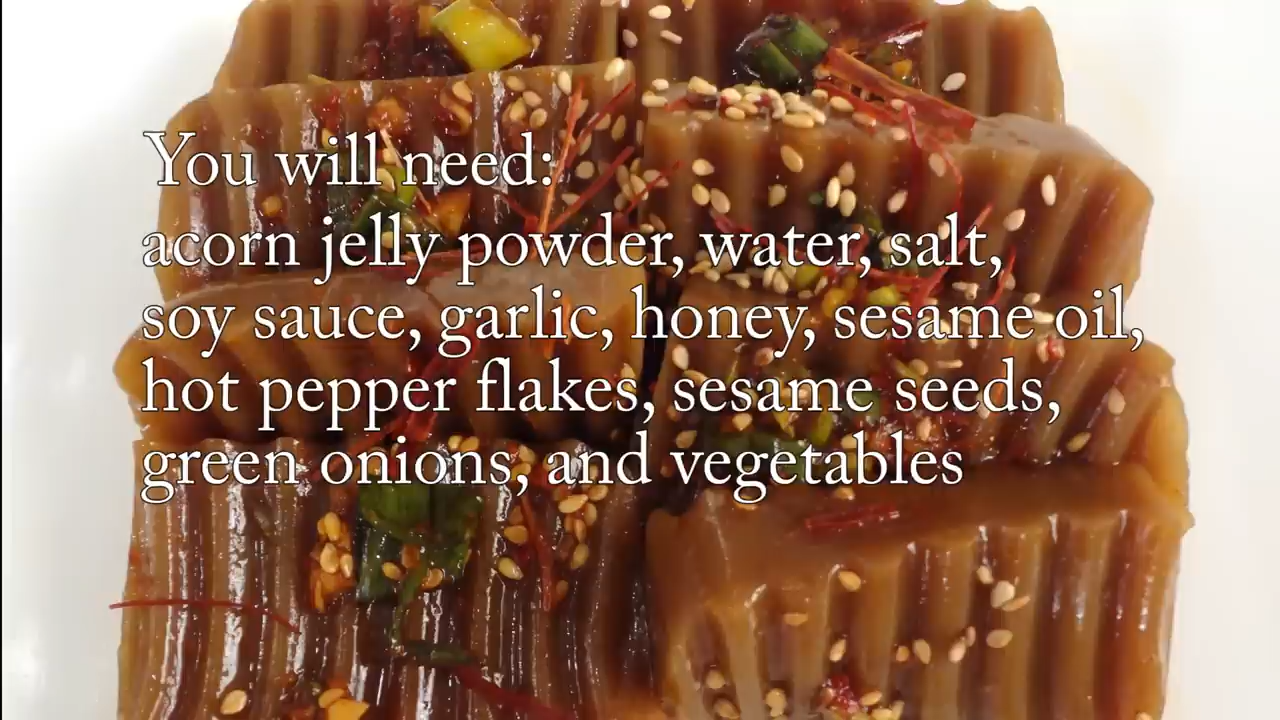 You will need:
acorn jelly powder, water, salt,
soy sauce, garlic, honey, sesame oil,
hot pepper flakes, sesame seeds,
green onions, and vegetables